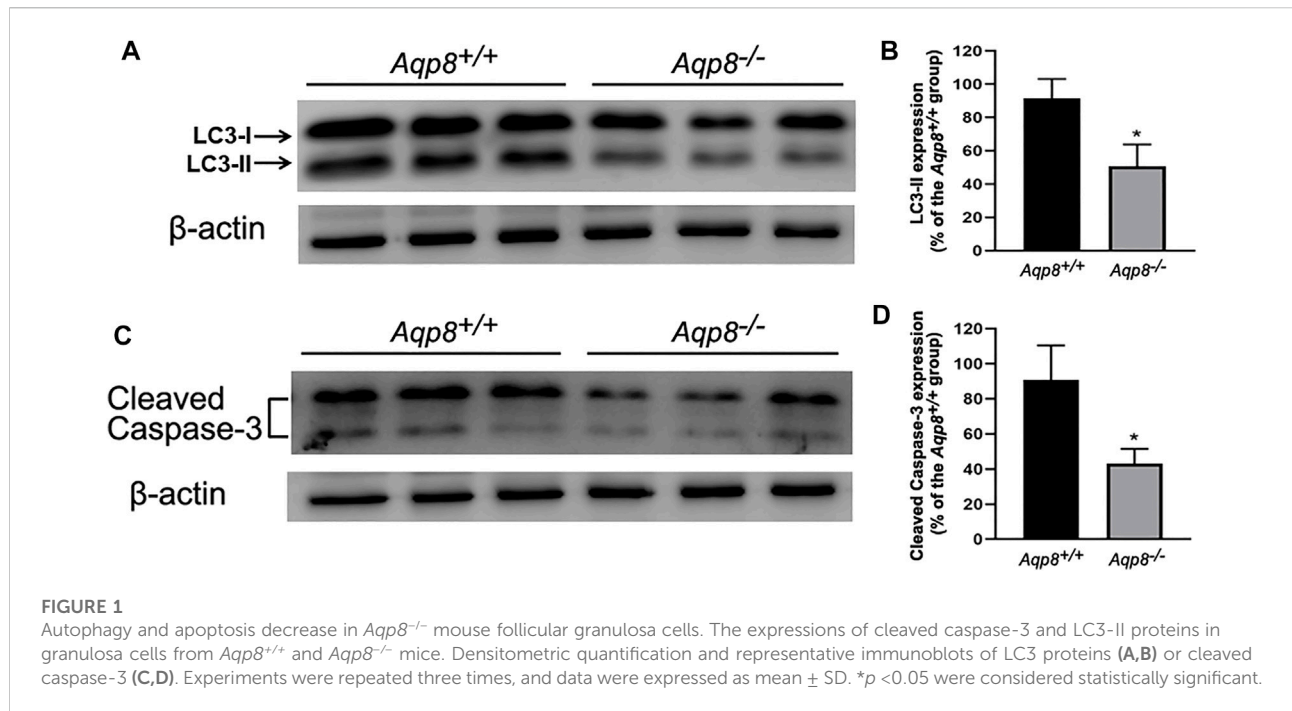 A
Aqp8+/+
Aqp8-/-
LC3-I
LC3-II
β-actin
B
LC3-II expression
(% of the Aqp8+/+ group)
120
100
80
60
40
20
0
*
Aqp8+/+
Aqp8-/-
C
Aqp8+/+
Aqp8-/-
Cleaved
Caspase-3
β-actin
D
Cleaved Caspase-3 expression
(% of the Aqp8+/+ group)
120
100
80
60
40
20
0
*
Aqp8+/+
Aqp8-/-
FIGURE 1
Autophagy and apoptosis decrease in Aqp8−/− mouse follicular granulosa cells. The expressions of cleaved caspase-3 and LC3-II proteins in
granulosa cells from Aqp8+/+ and Aqp8−/− mice. Densitometric quantification and representative immunoblots of LC3 proteins (A,B) or cleaved
caspase-3 (C,D). Experiments were repeated three times, and data were expressed as mean ± SD. *p <0.05 were considered statistically significant.